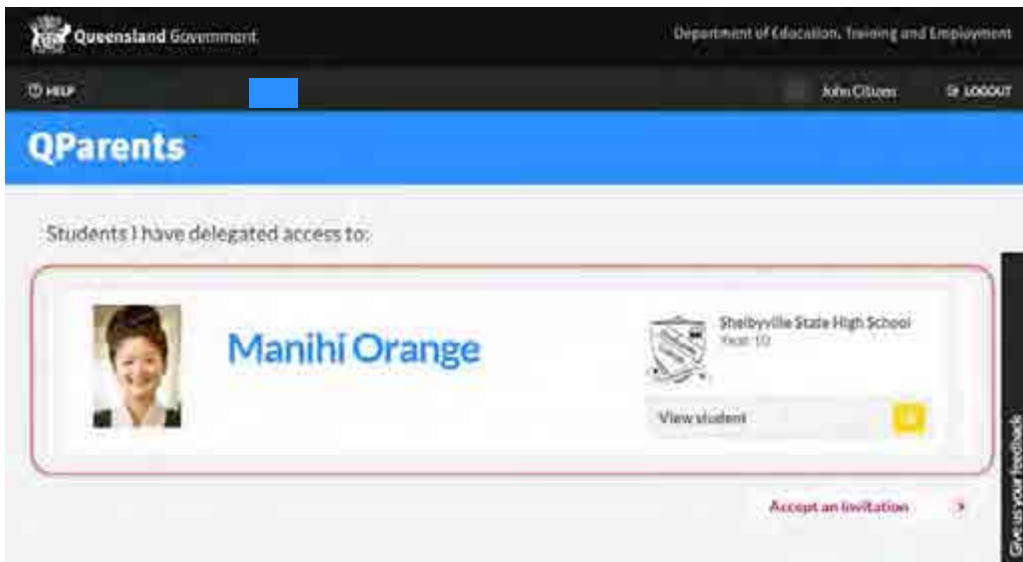 Queensland Government
Department of Education, Training and Employment
HELP
John Citizen
LOGOUT
QParents
Students I have delegated access to:
Manihi Orange
Shelbyville State High School
Year 10
View student
Accept an invitation
Give us your feedback